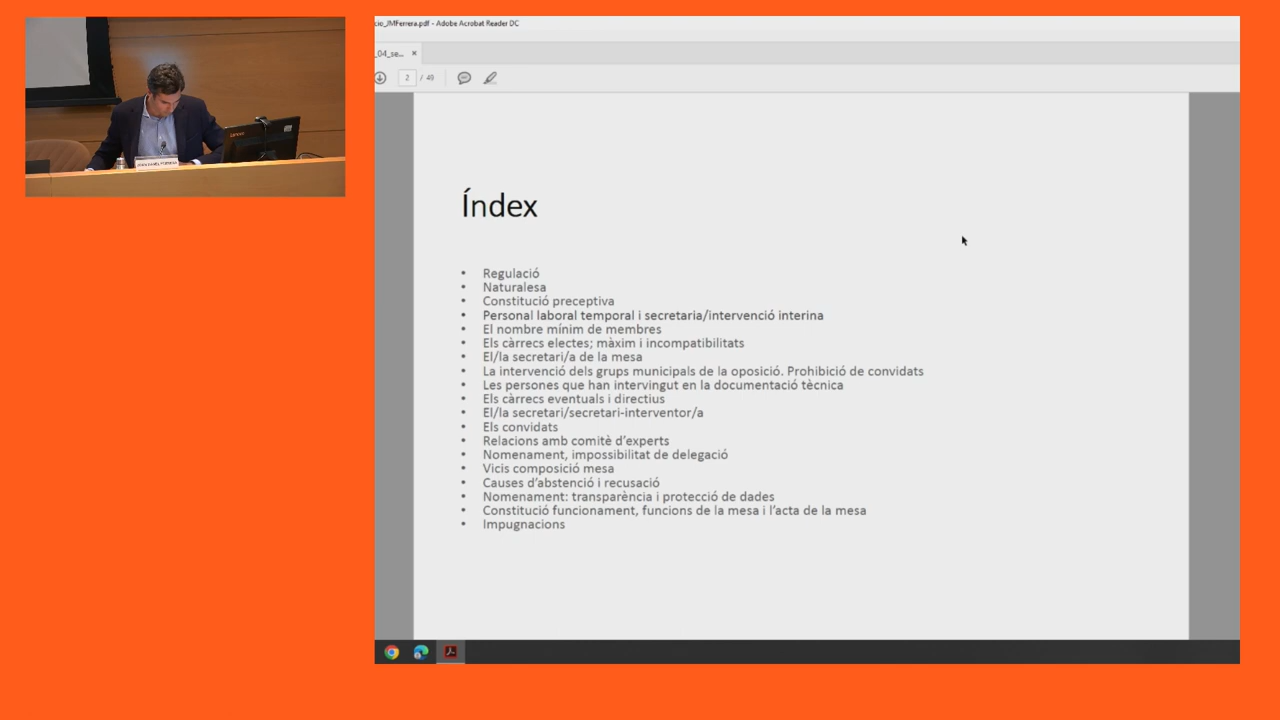 cio_JMFerrera.pdf - Adobe Acrobat Reader DC
_04_se... ×
2 / 49
Índex
• Regulació
• Naturalesa
• Constitució preceptiva
• Personal laboral temporal i secretaria/intervenció interina
• El nombre mínim de membres
• Els càrrecs electes; màxim i incompatibilitats
• El/la secretari/a de la mesa
• La intervenció dels grups municipals de la oposició. Prohibició de convidats
• Les persones que han intervingut en la documentació tècnica
• Els càrrecs eventuals i directius
• El/la secretari/secretari-interventor/a
• Els convidats
• Relacions amb comitè d’experts
• Nomenament, impossibilitat de delegació
• Vicis composició mesa
• Causes d’abstenció i recusació
• Nomenament: transparència i protecció de dades
• Constitució funcionament, funcions de la mesa i l’acta de la mesa
• Impugnacions